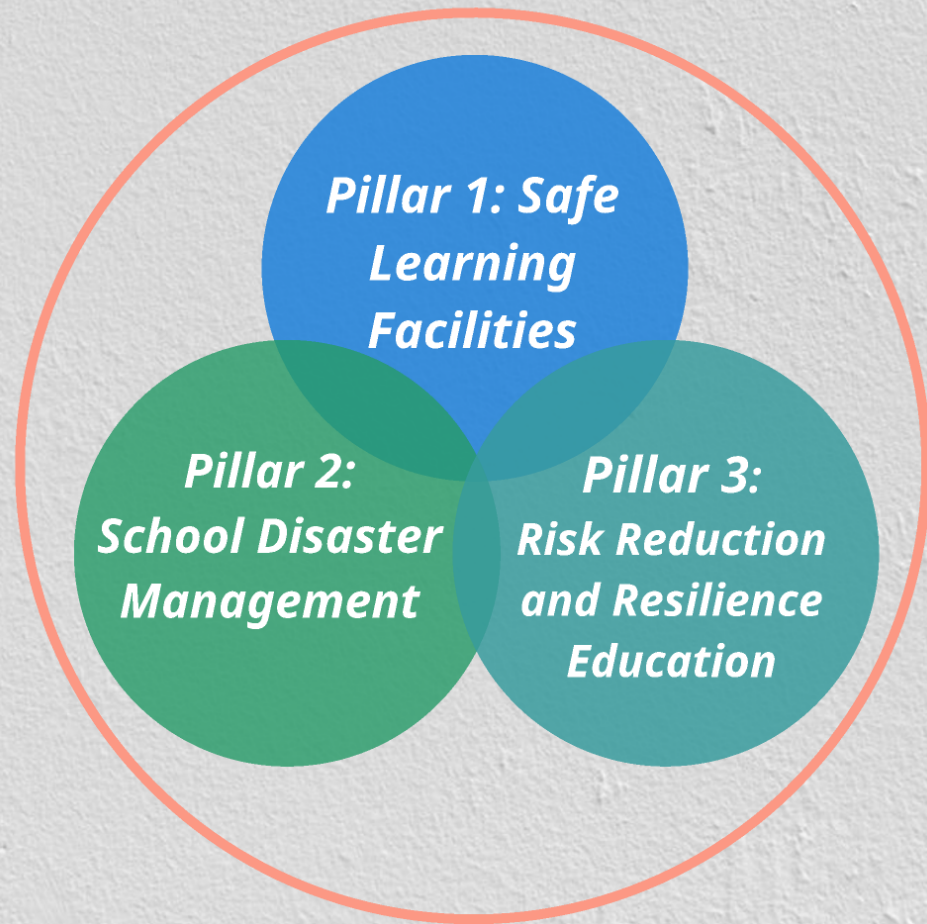 Pillar 1: Safe
Learning
Facilities
Pillar 2:
School Disaster
Management
Pillar 3:
Risk Reduction
and Resilience
Education